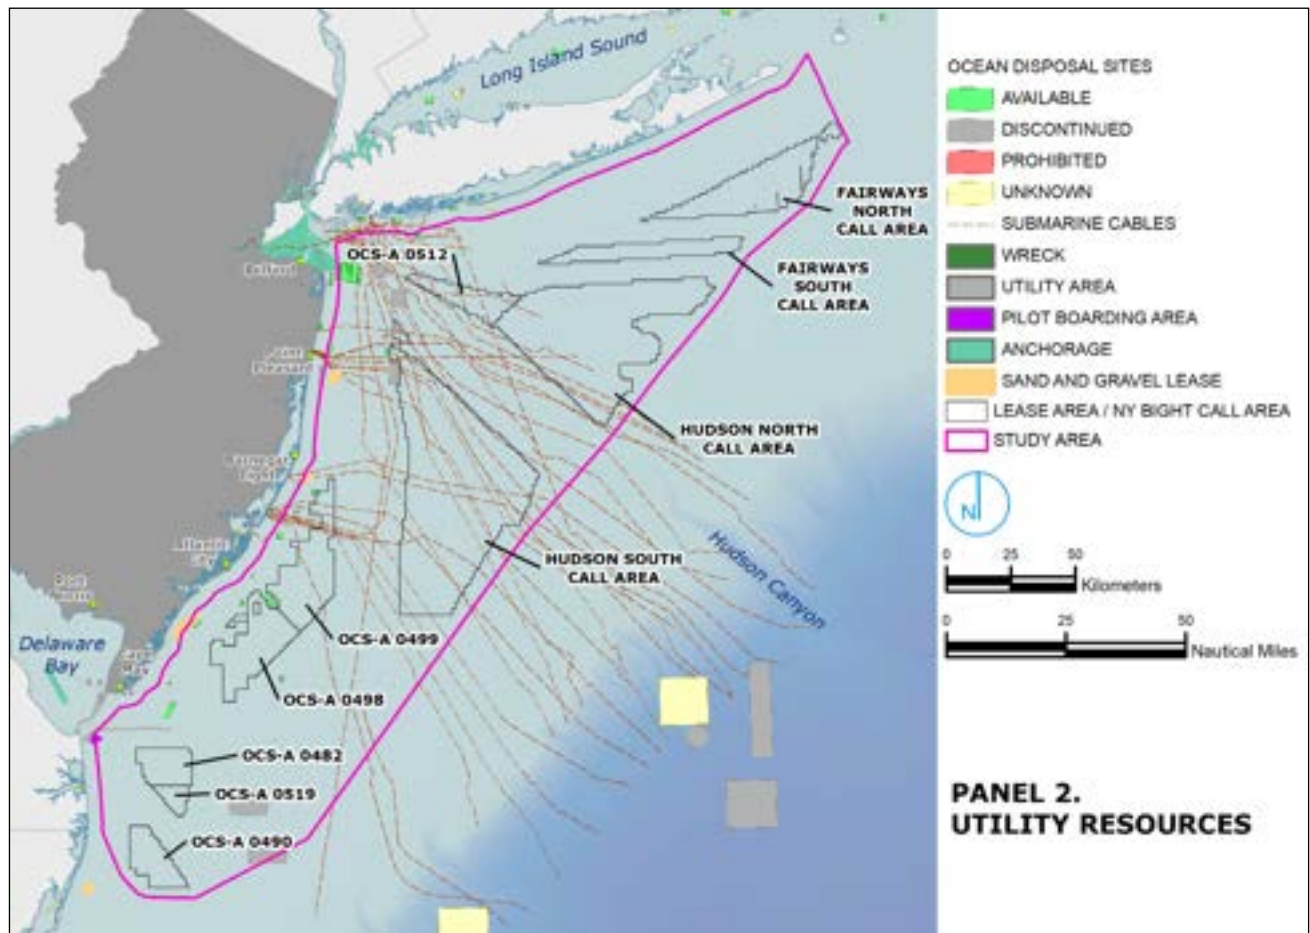 Long Island Sound
FAIRWAYS
NORTH
CALL AREA
OCS-A 0512
FAIRWAYS
SOUTH
CALL AREA
Belford
Point
Pleasant
HUDSON NORTH
CALL AREA
Barnegat
Light
Hudson Canyon
HUDSON SOUTH
CALL AREA
Atlantic
City
OCS-A 0499
Delaware
Bay
Cape
May
OCS-A 0498
OCS-A 0482
OCS-A 0519
OCS-A 0490
OCEAN DISPOSAL SITES
AVAILABLE
DISCONTINUED
PROHIBITED
UNKNOWN
SUBMARINE CABLES
WRECK
UTILITY AREA
PILOT BOARDING AREA
ANCHORAGE
SAND AND GRAVEL LEASE
LEASE AREA / NY BIGHT CALL AREA
STUDY AREA
N
0 25 50
Kilometers
0 25 50
Nautical Miles
PANEL 2.
UTILITY RESOURCES